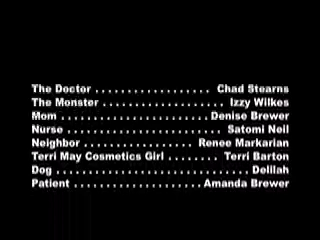 The Doctor .................. Chad Stearns
The Monster ................... Izzy Wilkes
Mom ....................... Denise Brewer
Nurse ........................ Satomi Neil
Neighbor ................. Renee Markarian
Terri May Cosmetics Girl ........ Terri Barton
Dog ................................. Delilah
Patient .................... Amanda Brewer